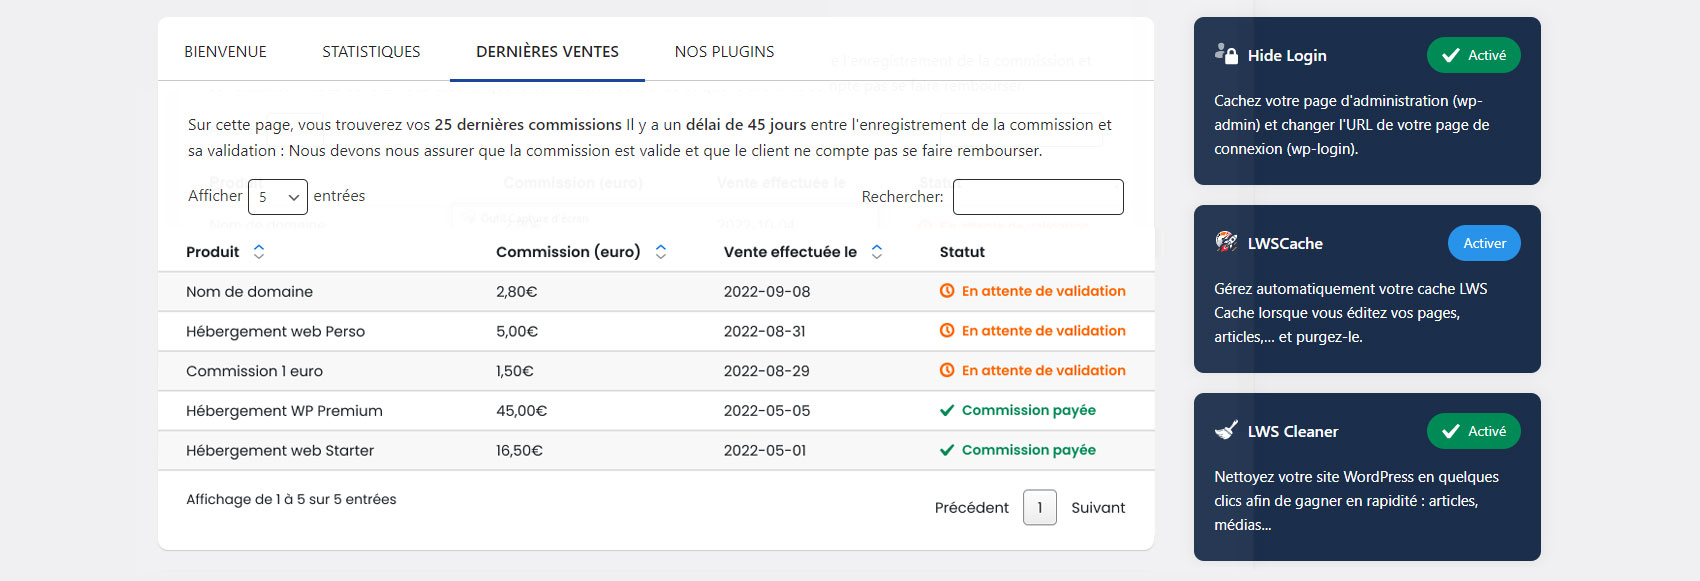 BIENVENUE STATISTIQUES DERNIÈRES VENTES NOS PLUGINS
Sur cette page, vous trouverez vos 25 dernières commissions Il y a un délai de 45 jours entre l'enregistrement de la commission et
sa validation : Nous devons nous assurer que la commission est valide et que le client ne compte pas se faire rembourser.
Afficher 5 entrées Rechercher:
Produit Commission (euro) Vente effectuée le Statut
Nom de domaine 2,80€ 2022-09-08 En attente de validation
Hébergement web Perso 5,00€ 2022-08-31 En attente de validation
Commission 1 euro 1,50€ 2022-08-29 En attente de validation
Hébergement WP Premium 45,00€ 2022-05-05 Commission payée
Hébergement web Starter 16,50€ 2022-05-01 Commission payée
Affichage de 1 à 5 sur 5 entrées
Précédent 1 Suivant
Hide Login Activé
Cachez votre page d'administration (wp-
admin) et changer l'URL de votre page de
connexion (wp-login).
LWSCache Activer
Gérez automatiquement votre cache LWS
Cache lorsque vous éditez vos pages,
articles,... et purgez-le.
LWS Cleaner Activé
Nettoyez votre site WordPress en quelques
clics afin de gagner en rapidité : articles,
médias...